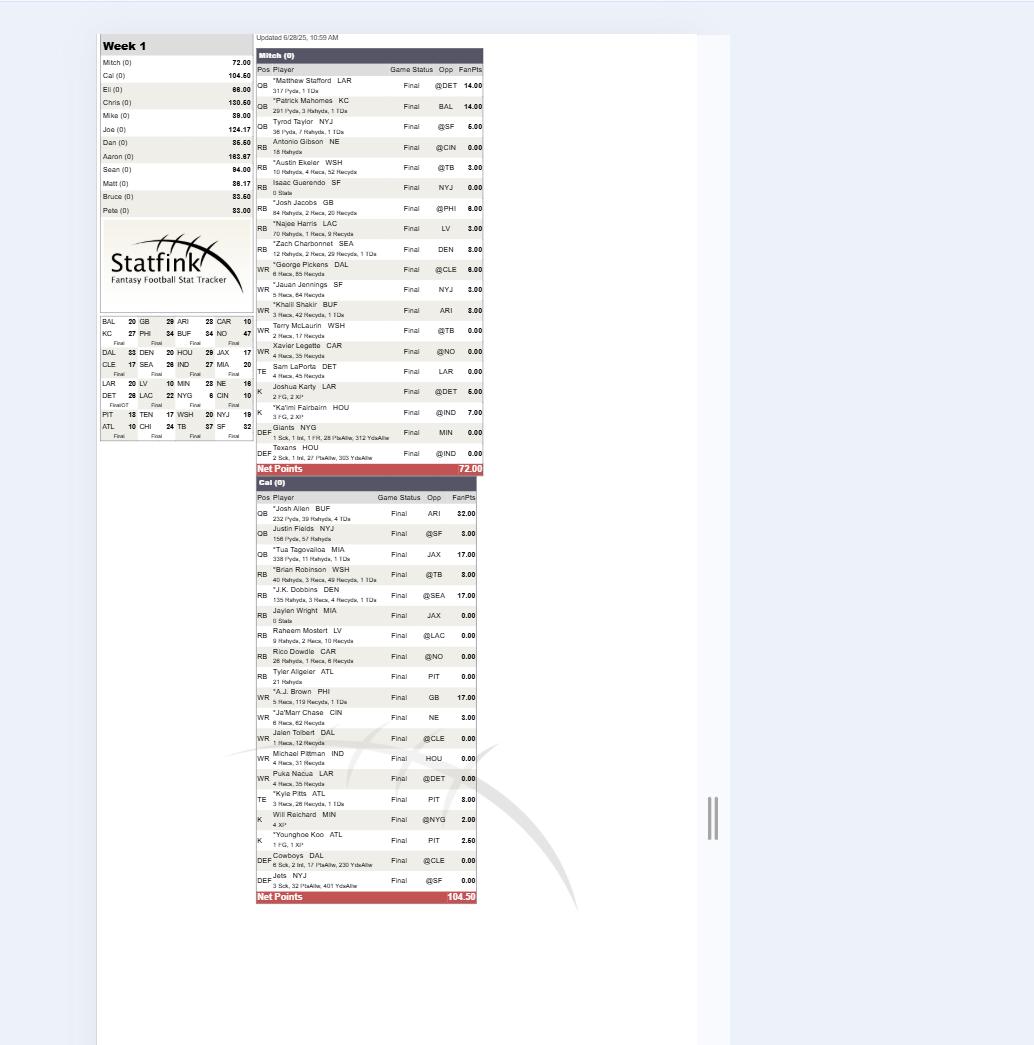 Updated 6/28/25, 10:59 AM
Week 1
Mitch (0) 72.00
Cal (0) 104.50
Eli (0) 66.00
Chris (0) 130.50
Mike (0) 39.00
Joe (0) 124.17
Dan (0) 35.50
Aaron (0) 163.67
Sean (0) 94.00
Matt (0) 36.17
Bruce (0) 83.50
Pete (0) 83.00
Statfink
Fantasy Football Stat Tracker
BAL 20 GB 29 ARI 23 CAR 10
KC 27 PHI 34 BUF 34 NO 47
Final Final Final Final
DAL 33 DEN 20 HOU 29 JAX 17
CLE 17 SEA 26 IND 27 MIA 20
Final Final Final Final
LAR 20 LV 10 MIN 28 NE 16
DET 26 LAC 22 NYG 6 CIN 10
Final/OT Final Final Final
PIT 18 TEN 17 WSH 20 NYJ 19
ATL 10 CHI 24 TB 37 SF 32
Final Final Final Final
Mitch (0)
Pos Player Game Status Opp FanPts
QB *Matthew Stafford LAR Final @DET 14.00
317 Pyds, 1 TDs
QB *Patrick Mahomes KC Final BAL 14.00
291 Pyds, 3 Rshyds, 1 TDs
QB Tyrod Taylor NYJ Final @SF 5.00
36 Pyds, 7 Rshyds, 1 TDs
RB Antonio Gibson NE Final @CIN 0.00
18 Rshyds
RB *Austin Ekeler WSH Final @TB 3.00
10 Rshyds, 4 Recs, 52 Recyds
RB Isaac Guerendo SF Final NYJ 0.00
0 Stats
RB *Josh Jacobs GB Final @PHI 6.00
84 Rshyds, 2 Recs, 20 Recyds
RB *Najee Harris LAC Final LV 3.00
70 Rshyds, 1 Recs, 9 Recyds
RB *Zach Charbonnet SEA Final DEN 8.00
12 Rshyds, 2 Recs, 29 Recyds, 1 TDs
WR *George Pickens DAL Final @CLE 6.00
6 Recs, 85 Recyds
WR *Jauan Jennings SF Final NYJ 3.00
5 Recs, 64 Recyds
WR *Khalil Shakir BUF Final ARI 8.00
3 Recs, 42 Recyds, 1 TDs
WR Terry McLaurin WSH Final @TB 0.00
2 Recs, 17 Recyds
WR Xavier Legette CAR Final @NO 0.00
4 Recs, 35 Recyds
TE Sam LaPorta DET Final LAR 0.00
4 Recs, 45 Recyds
K Joshua Karty LAR Final @DET 5.00
2 FG, 2 XP
K *Ka'imi Fairbairn HOU Final @IND 7.00
3 FG, 2 XP
DEF Giants NYG Final MIN 0.00
1 Sck, 1 Int, 1 FR, 28 PtsAllw, 312 YdsAllw
DEF Texans HOU Final @IND 0.00
2 Sck, 1 Int, 27 PtsAllw, 303 YdsAllw
Net Points 72.00
Cal (0)
Pos Player Game Status Opp FanPts
QB *Josh Allen BUF Final ARI 32.00
232 Pyds, 39 Rshyds, 4 TDs
QB Justin Fields NYJ Final @SF 3.00
156 Pyds, 57 Rshyds
QB *Tua Tagovailoa MIA Final JAX 17.00
338 Pyds, 11 Rshyds, 1 TDs
RB *Brian Robinson WSH Final @TB 8.00
40 Rshyds, 3 Recs, 49 Recyds, 1 TDs
RB *J.K. Dobbins DEN Final @SEA 17.00
135 Rshyds, 3 Recs, 4 Recyds, 1 TDs
RB Jaylen Wright MIA Final JAX 0.00
0 Stats
RB Raheem Mostert LV Final @LAC 0.00
9 Rshyds, 2 Recs, 10 Recyds
RB Rico Dowdle CAR Final @NO 0.00
26 Rshyds, 1 Recs, 6 Recyds
RB Tyler Allgeier ATL Final PIT 0.00
21 Rshyds
WR *A.J. Brown PHI Final GB 17.00
5 Recs, 119 Recyds, 1 TDs
WR *Ja'Marr Chase CIN Final NE 3.00
6 Recs, 62 Recyds
WR Jalen Tolbert DAL Final @CLE 0.00
1 Recs, 12 Recyds
WR Michael Pittman IND Final HOU 0.00
4 Recs, 31 Recyds
WR Puka Nacua LAR Final @DET 0.00
4 Recs, 35 Recyds
TE *Kyle Pitts ATL Final PIT 8.00
3 Recs, 26 Recyds, 1 TDs
K Will Reichard MIN Final @NYG 2.00
4 XP
K *Younghoe Koo ATL Final PIT 2.50
1 FG, 1 XP
DEF Cowboys DAL Final @CLE 0.00
6 Sck, 2 Int, 17 PtsAllw, 230 YdsAllw
DEF Jets NYJ Final @SF 0.00
3 Sck, 32 PtsAllw, 401 YdsAllw
Net Points 104.50